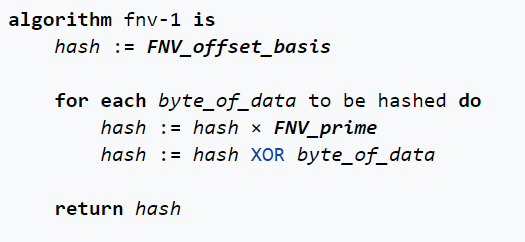 algorithm fnv-1 is
hash := FNV_offset_basis
for each byte_of_data to be hashed do
hash := hash × FNV_prime
hash := hash XOR byte_of_data
return hash